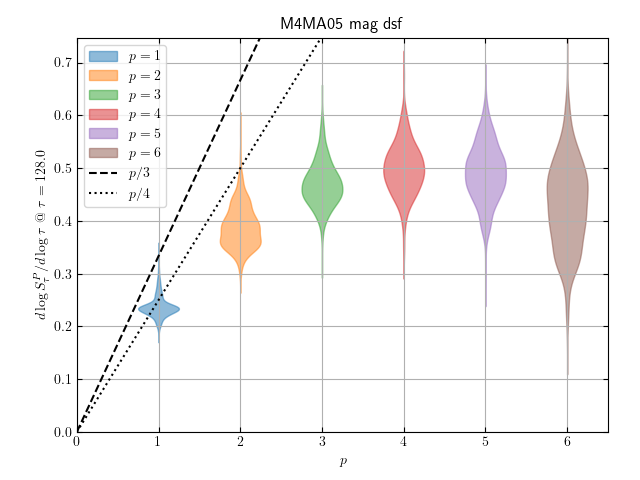 M4MA05 mag dsf
p = 1
p = 2
p = 3
p = 4
p = 5
p = 6
p/3
p/4
d log S_τ^P / d log τ @ τ = 128.0
0.7
0.6
0.5
0.4
0.3
0.2
0.1
0.0
0 1 2 3 4 5 6
p